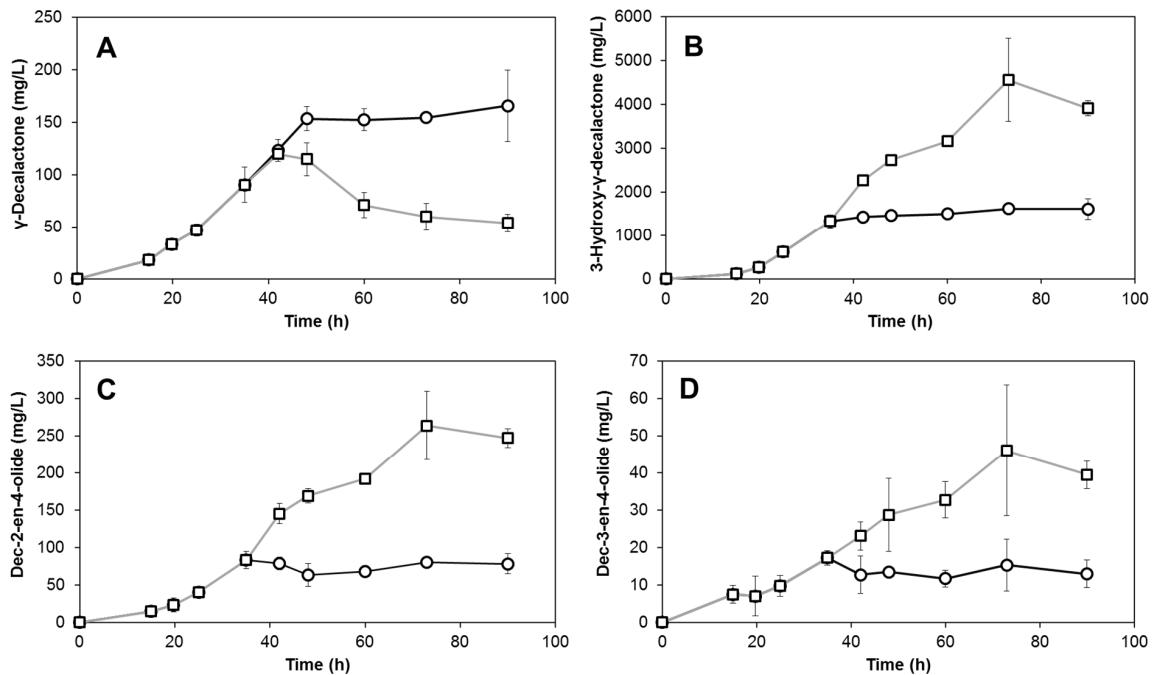 A
γ-Decalactone (mg/L)
250
200
150
100
50
0
0 20 40 60 80 100
Time (h)
B
3-Hydroxy-γ-decalactone (mg/L)
6000
5000
4000
3000
2000
1000
0
0 20 40 60 80 100
Time (h)
C
Dec-2-en-4-olide (mg/L)
350
300
250
200
150
100
50
0
0 20 40 60 80 100
Time (h)
D
Dec-3-en-4-olide (mg/L)
70
60
50
40
30
20
10
0
0 20 40 60 80 100
Time (h)